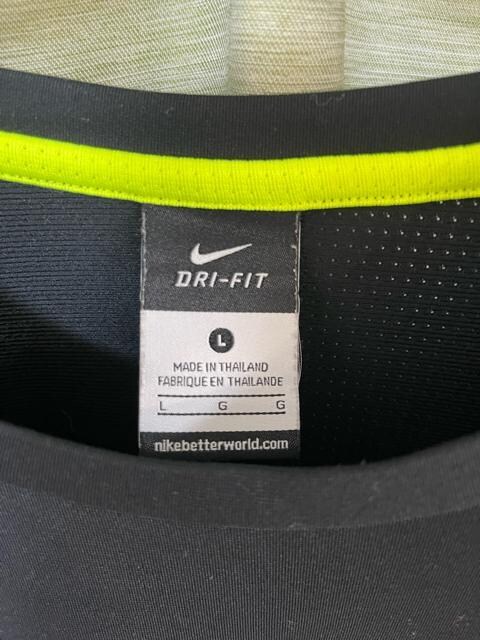 DRI-FIT
L
MADE IN THAILAND
FABRIQUE EN THAILANDE
L G G
nikebetterworld.com